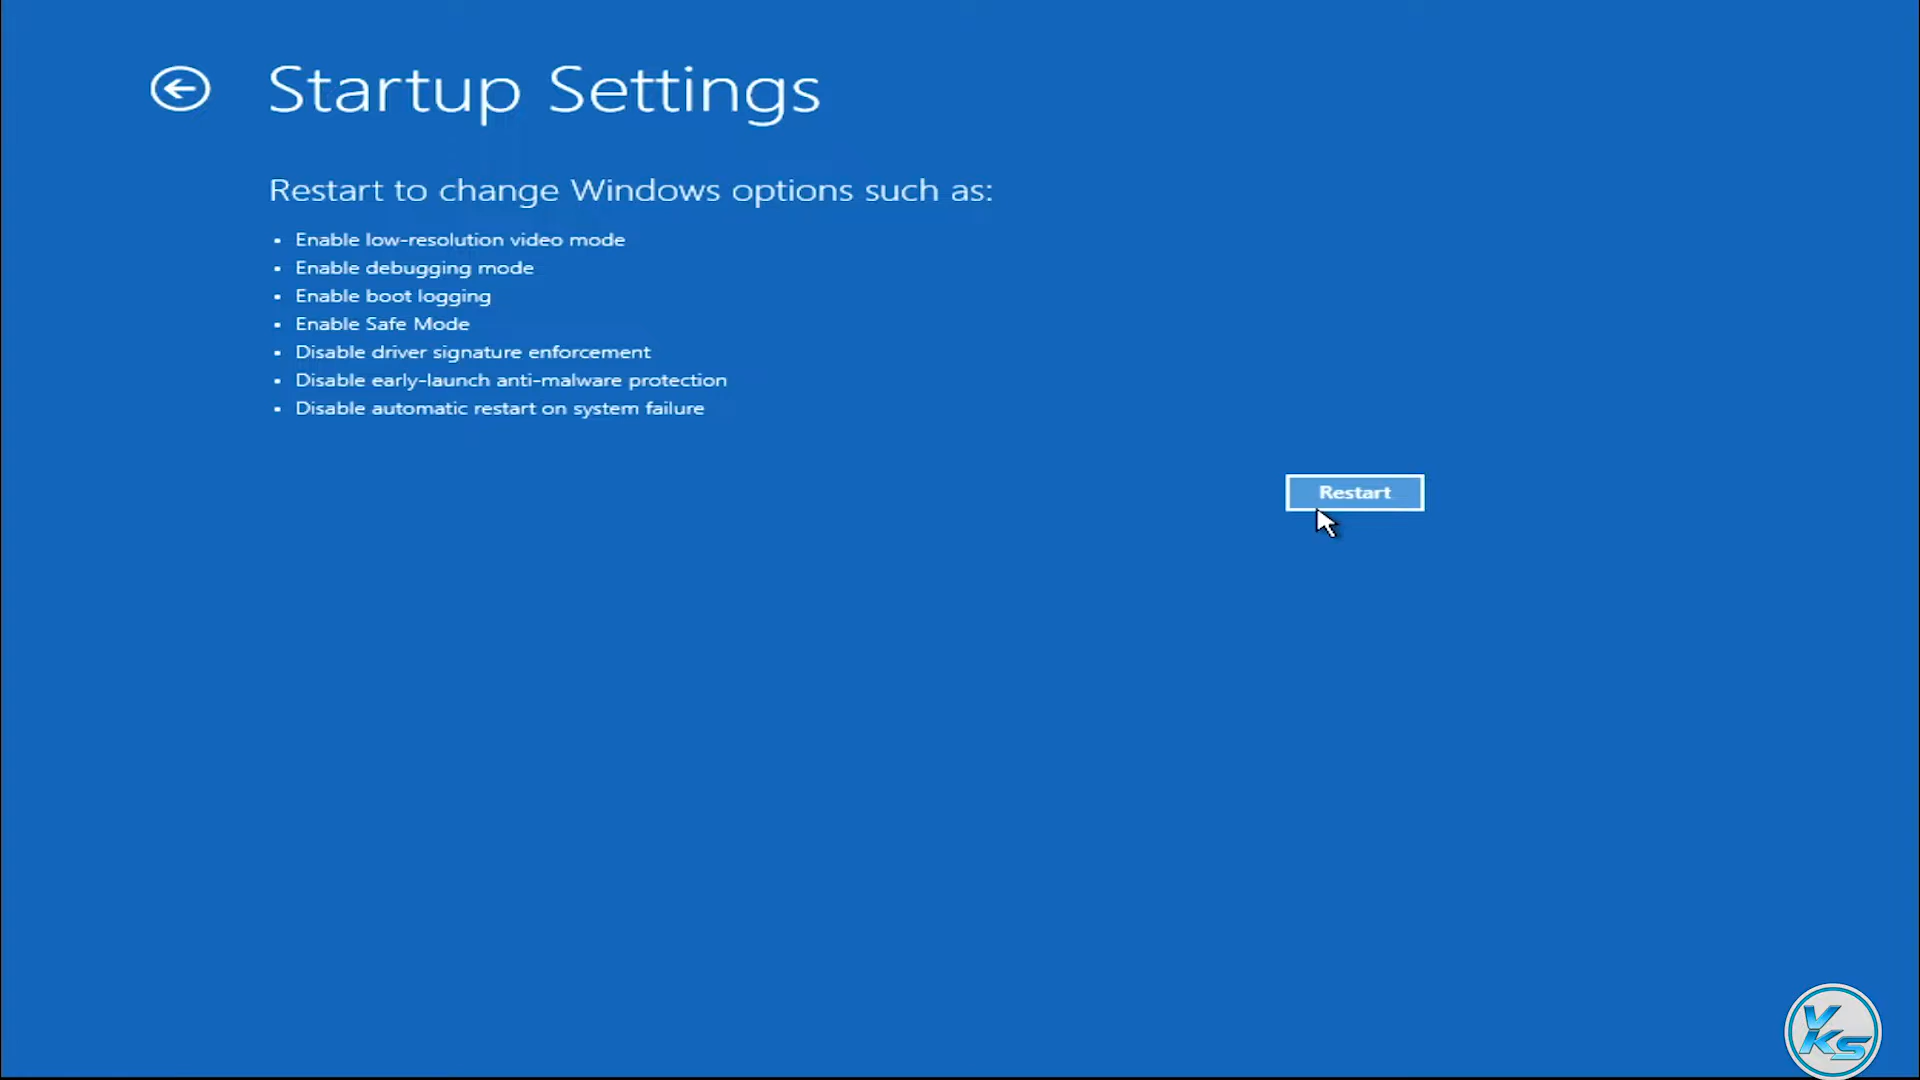 Startup Settings
Restart to change Windows options such as:
• Enable low-resolution video mode
• Enable debugging mode
• Enable boot logging
• Enable Safe Mode
• Disable driver signature enforcement
• Disable early-launch anti-malware protection
• Disable automatic restart on system failure
Restart
VKS